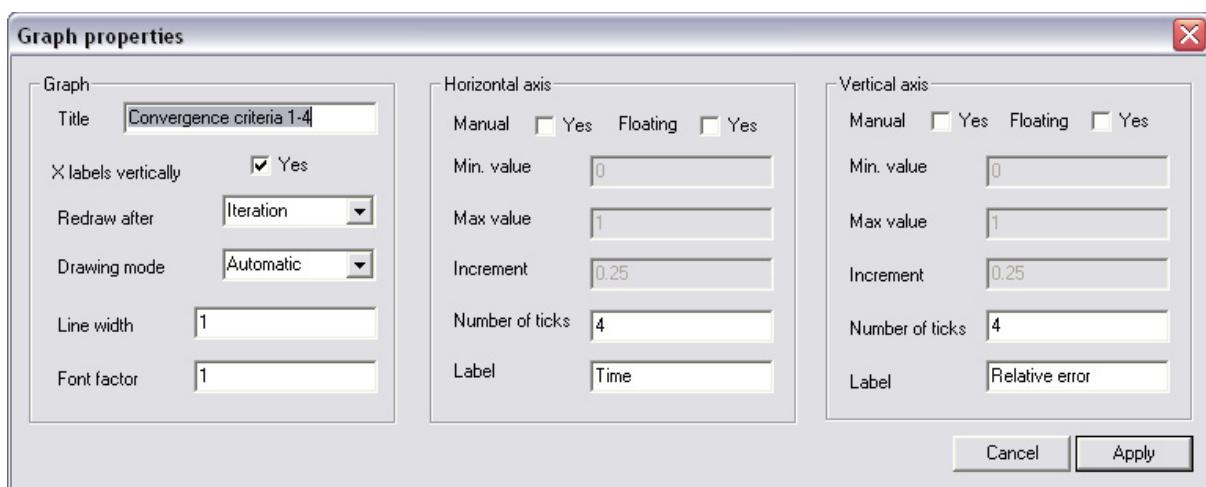 Graph properties
Graph
Title Convergence criteria 1-4
X labels vertically Yes
Redraw after Iteration
Drawing mode Automatic
Line width 1
Font factor 1
Horizontal axis
Manual Yes Floating Yes
Min. value 0
Max value 1
Increment 0.25
Number of ticks 4
Label Time
Vertical axis
Manual Yes Floating Yes
Min. value 0
Max value 1
Increment 0.25
Number of ticks 4
Label Relative error
Cancel Apply